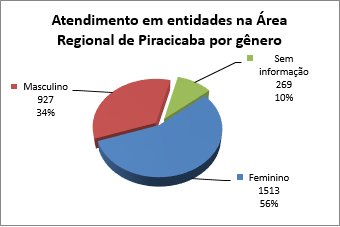 Atendimento em entidades na Área
Regional de Piracicaba por gênero
Sem
informação
269
10%
Masculino
927
34%
Feminino
1513
56%